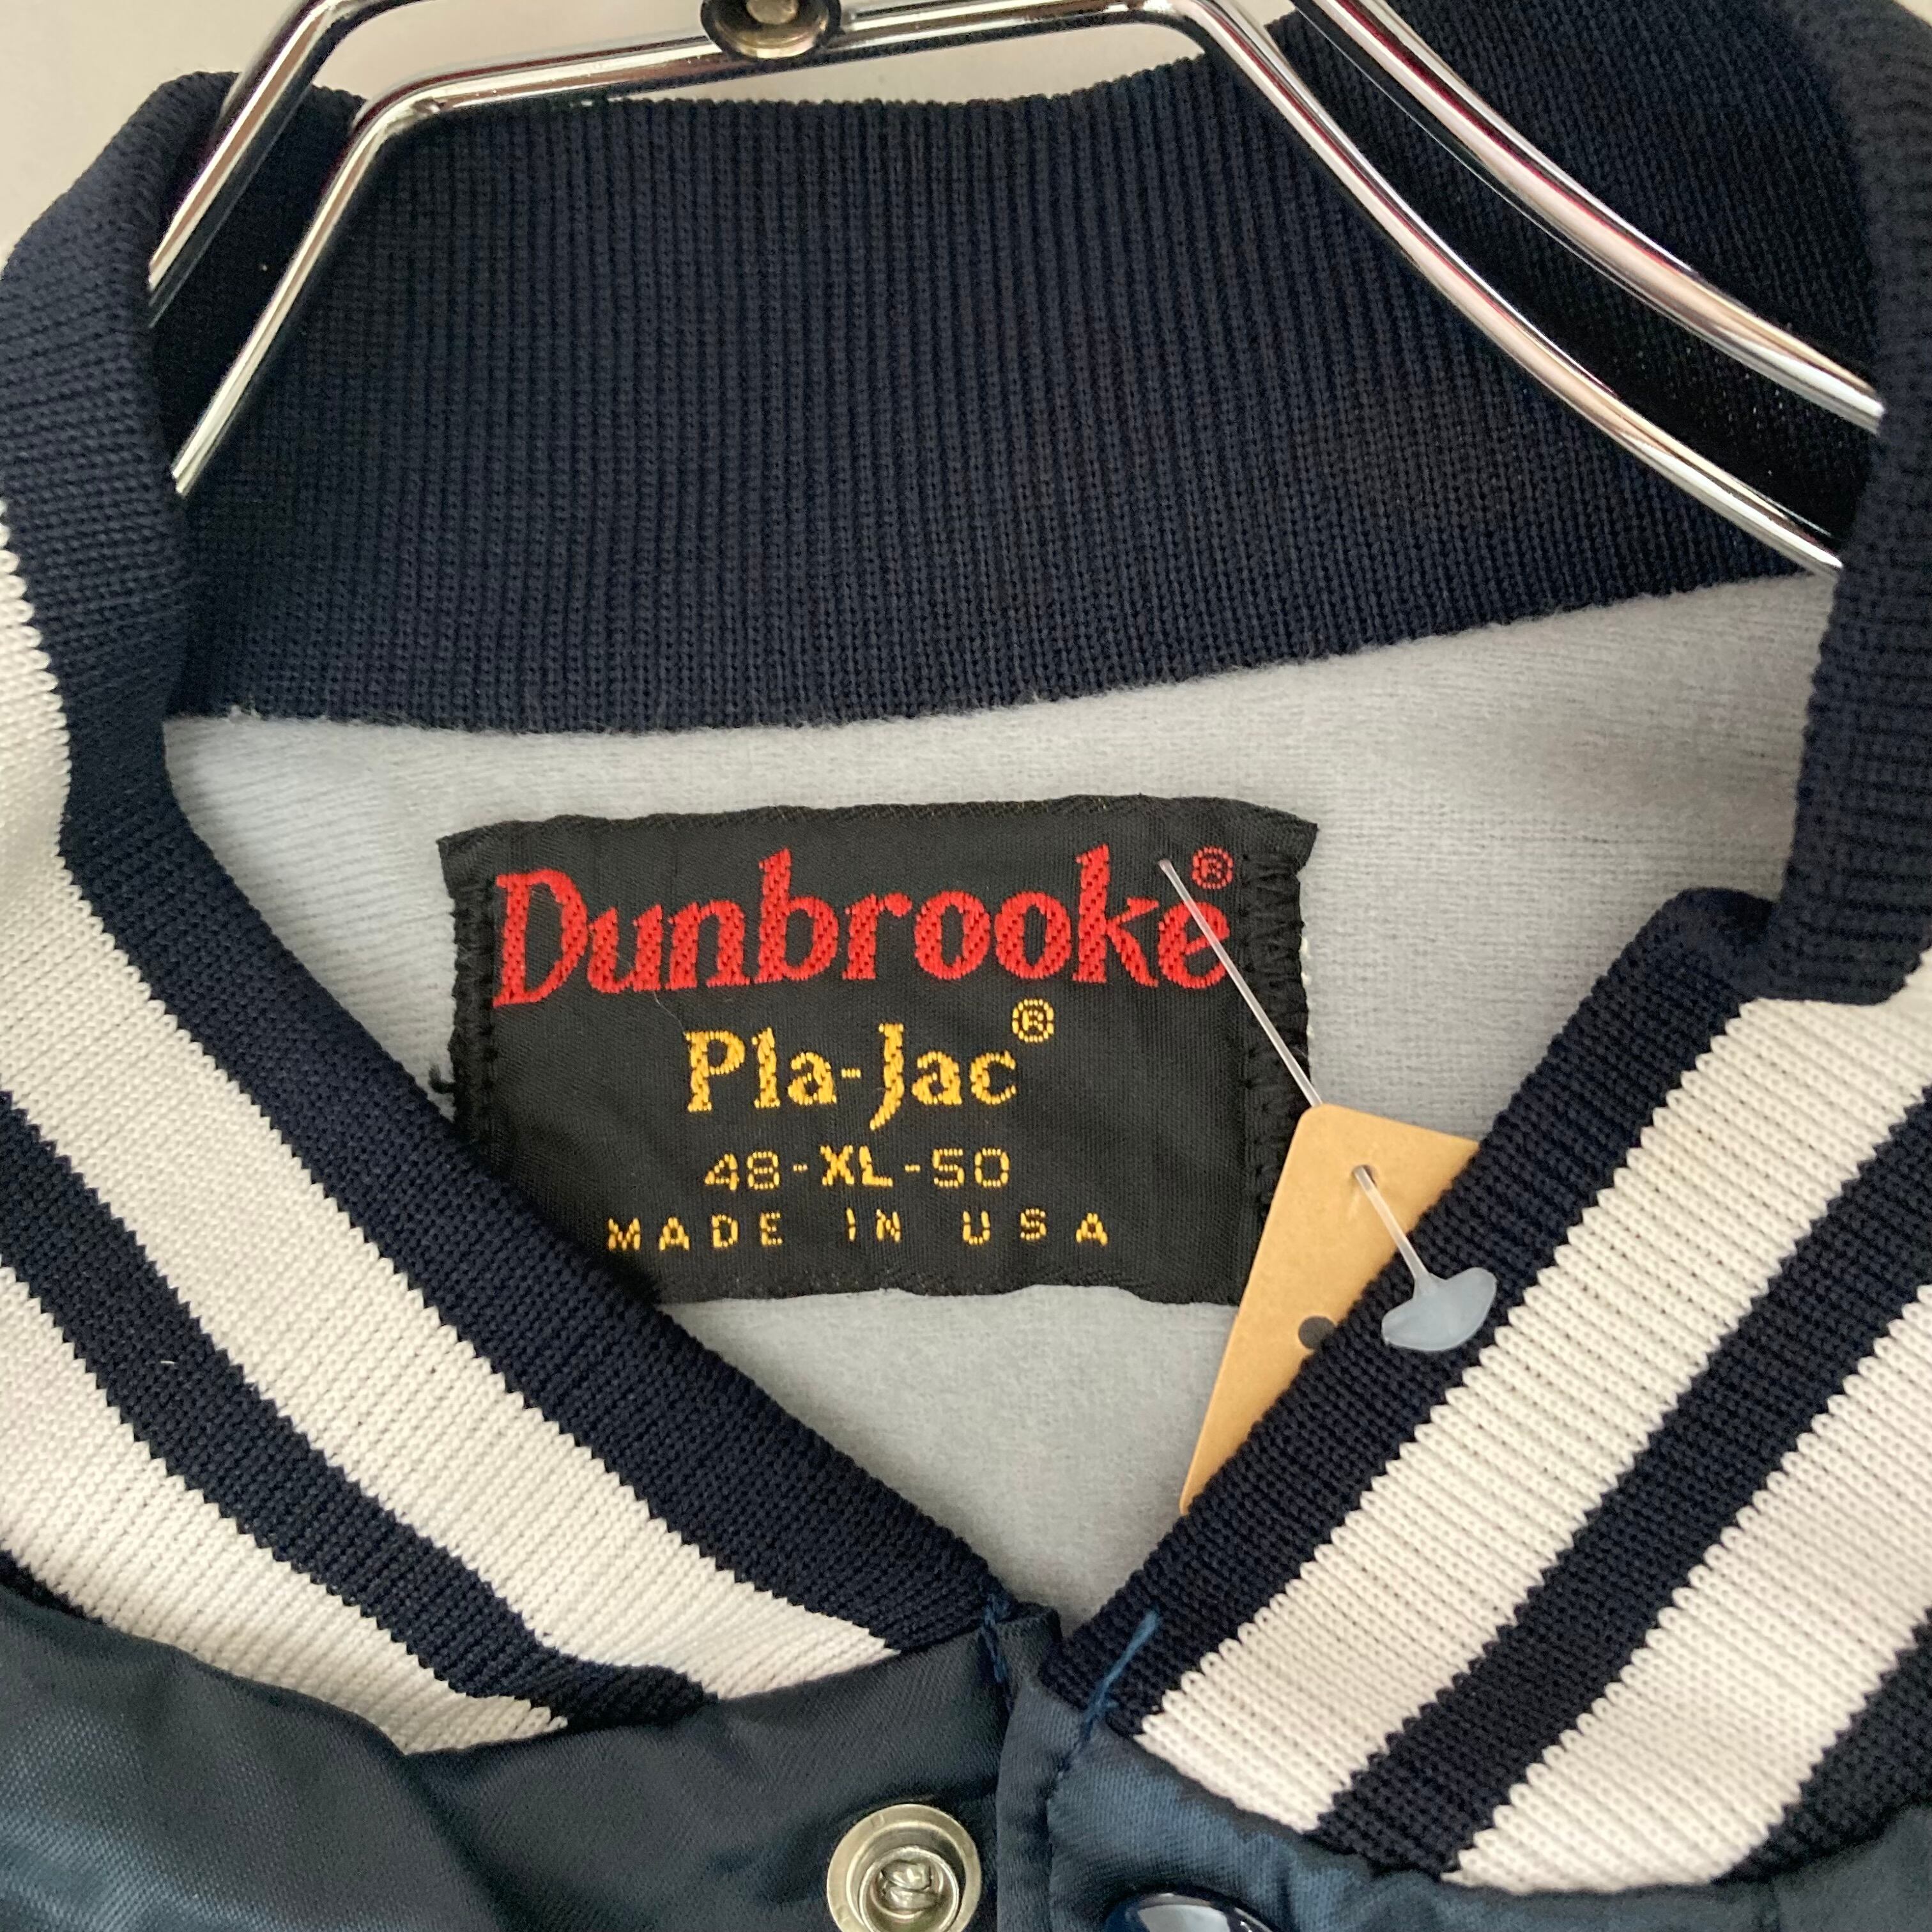 Dunbrooke®
Pla-Jac®
48-XL-50
MADE IN USA